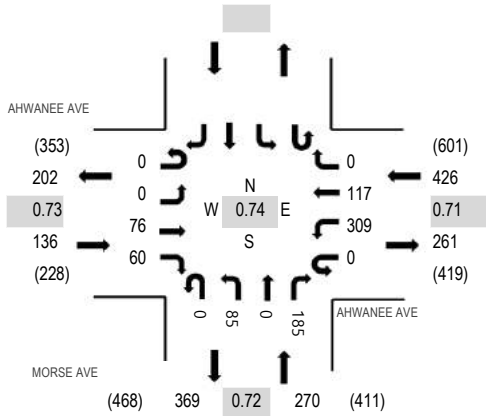 AHWANEE AVE
(353)
(601)
202
0
0
426
0
N
117
0.73
W
0.74
E
0.71
76
309
136
S
261
60
0
(228)
(419)
0
85
0
185
AHWANEE AVE
MORSE AVE
(468) 369 0.72 270 (411)